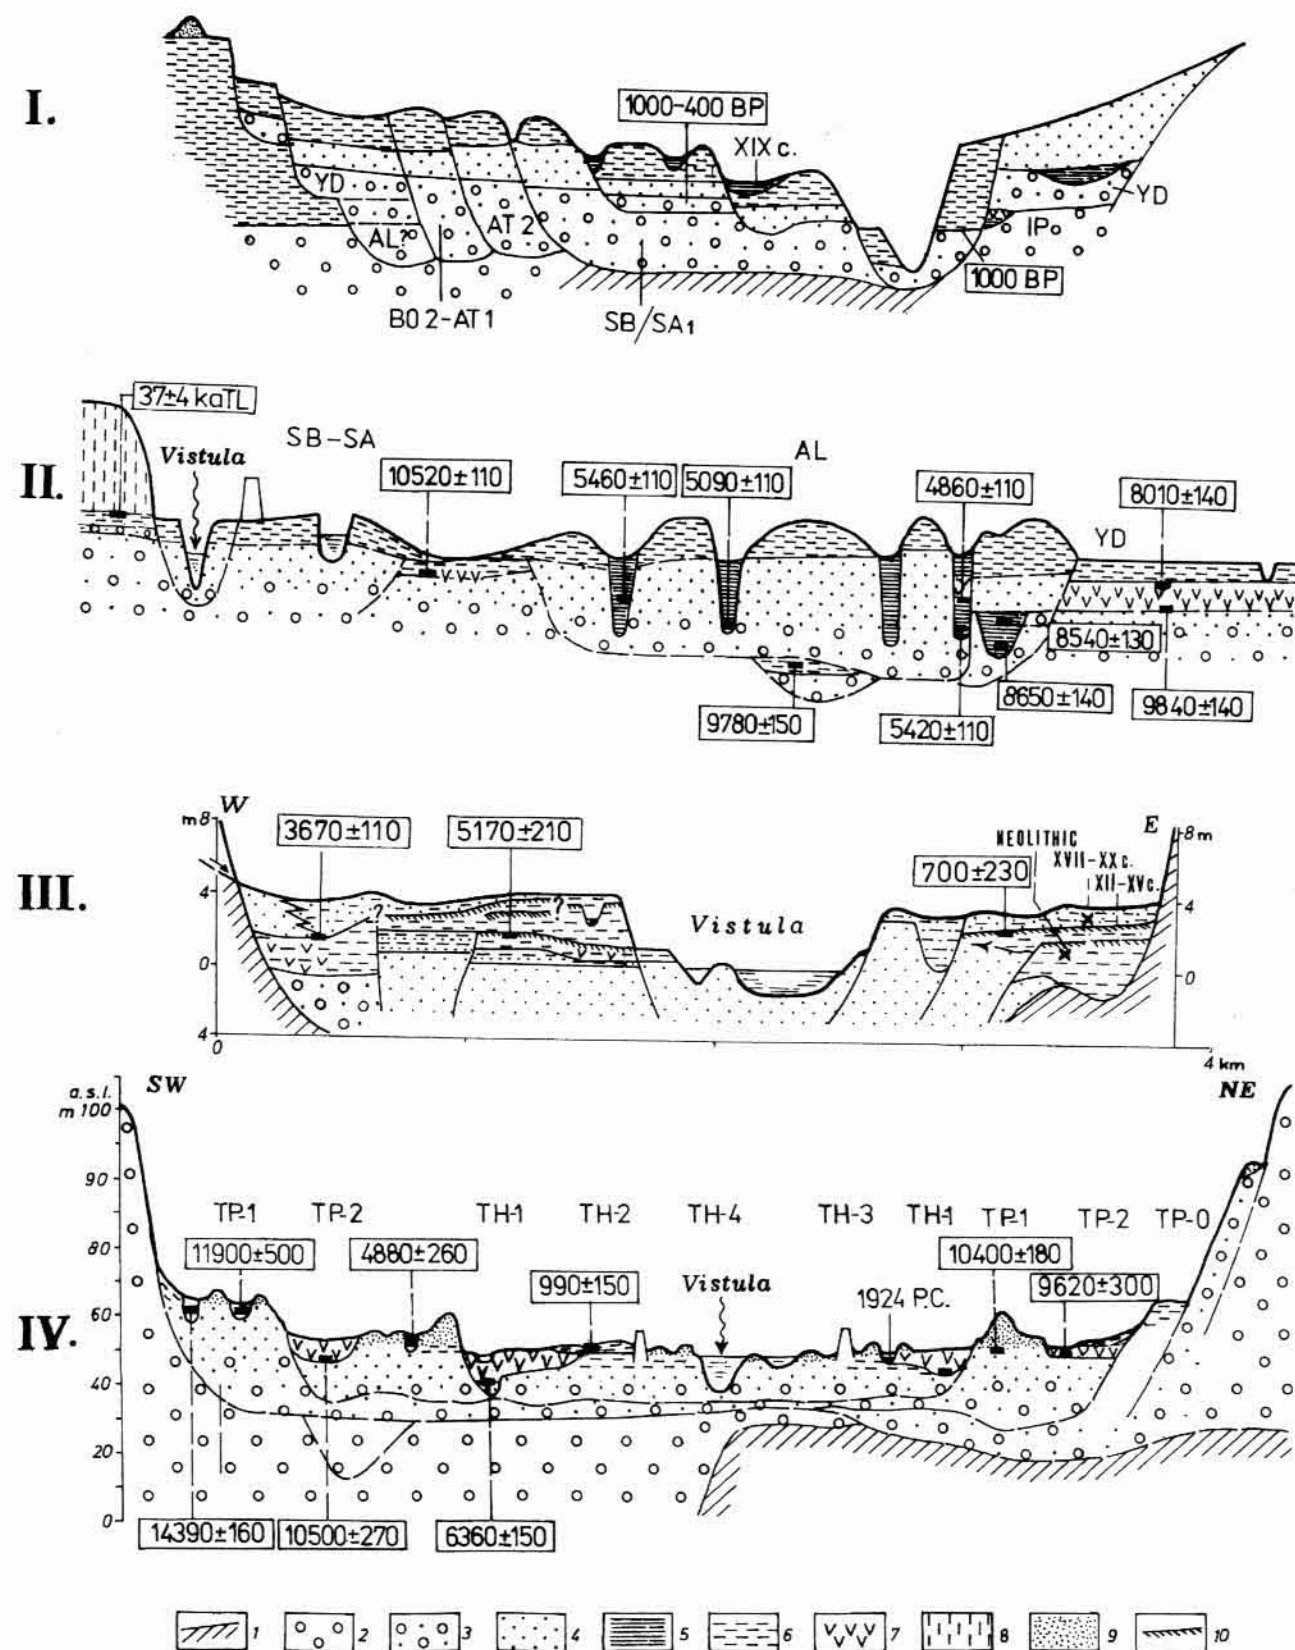 I.
1000-400 BP
XIX c.
YD
AL?
AT 2
YD
IP
1000 BP
BO 2-AT 1
SB/SA1
II.
37±4 kaTL
Vistula
SB-SA
10520±110
5460±110
5090±110
AL
4860±110
8010±140
YD
8540±130
8650±140
9840±140
9780±150
5420±110
III.
W
E
m 8
8 m
3670±110
5170±210
700±230
NEOLITHIC
XVII-XX c.
XII-XV c.
?
?
Vistula
4
4
0
0
4
0
4 km
IV.
a.s.l.
SW
NE
m 100
90
80
60
40
20
0
TP-1
TP-2
TH-1
TH-2
TH-4
TH-3
TH-1
TP-1
TP-2
TP-0
11900±500
4880±260
990±150
Vistula
1924 P.C.
10400±180
9620±300
14390±160
10500±270
6360±150
1 2 3 4 5 6 7 8 9 10